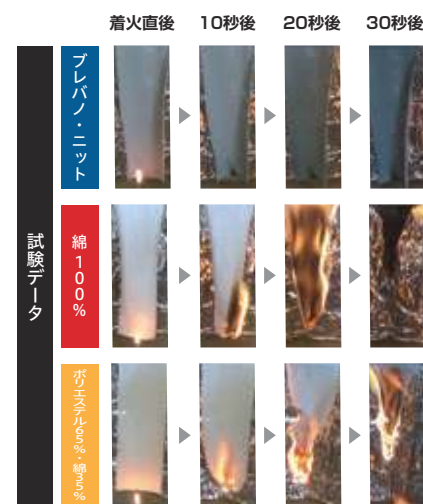 着火直後 10秒後 20秒後 30秒後
試験データ
ブレバノ・ニット
綿100%
ポリエステル65%・綿35%